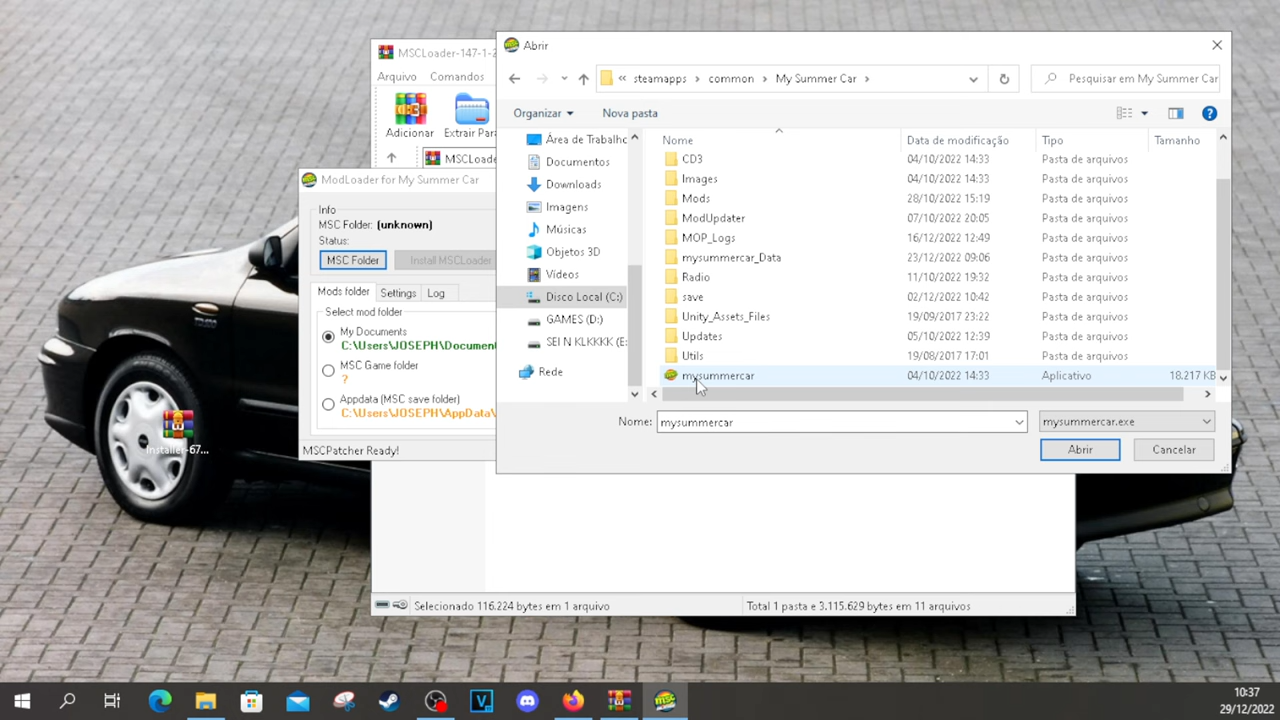 MSCLoader-147-1-2
Arquivo Comandos
Adicionar Extrair Para
MSCLoade
ModLoader for My Summer Car
Info
MSC Folder: (unknown)
Status:
MSC Folder Install MSCLoader
Mods folder Settings Log
Select mod folder
My Documents
C:\Users\JOSEPH\Document
MSC Game folder
?
Appdata (MSC save folder)
C:\Users\JOSEPH\AppData\
MSCPatcher Ready!
Installer-67...
Abrir
« steamapps > common > My Summer Car >
Pesquisar em My Summer Car
Organizar Nova pasta
Área de Trabalho
Documentos
Downloads
Imagens
Músicas
Objetos 3D
Vídeos
Disco Local (C:)
GAMES (D:)
SEI N KLKKKK (E:
Rede
Nome Data de modificação Tipo Tamanho
CD3 04/10/2022 14:33 Pasta de arquivos
Images 04/10/2022 14:33 Pasta de arquivos
Mods 28/10/2022 15:19 Pasta de arquivos
ModUpdater 07/10/2022 20:05 Pasta de arquivos
MOP_Logs 16/12/2022 12:49 Pasta de arquivos
mysummercar_Data 23/12/2022 09:06 Pasta de arquivos
Radio 11/10/2022 19:32 Pasta de arquivos
save 02/12/2022 10:42 Pasta de arquivos
Unity_Assets_Files 19/09/2017 23:22 Pasta de arquivos
Updates 05/10/2022 12:39 Pasta de arquivos
Utils 19/08/2017 17:01 Pasta de arquivos
mysummercar 04/10/2022 14:33 Aplicativo 18.217 KB
Nome: mysummercar mysummercar.exe
Abrir Cancelar
Selecionado 116.224 bytes em 1 arquivo Total 1 pasta e 3.115.629 bytes em 11 arquivos
10:37
29/12/2022